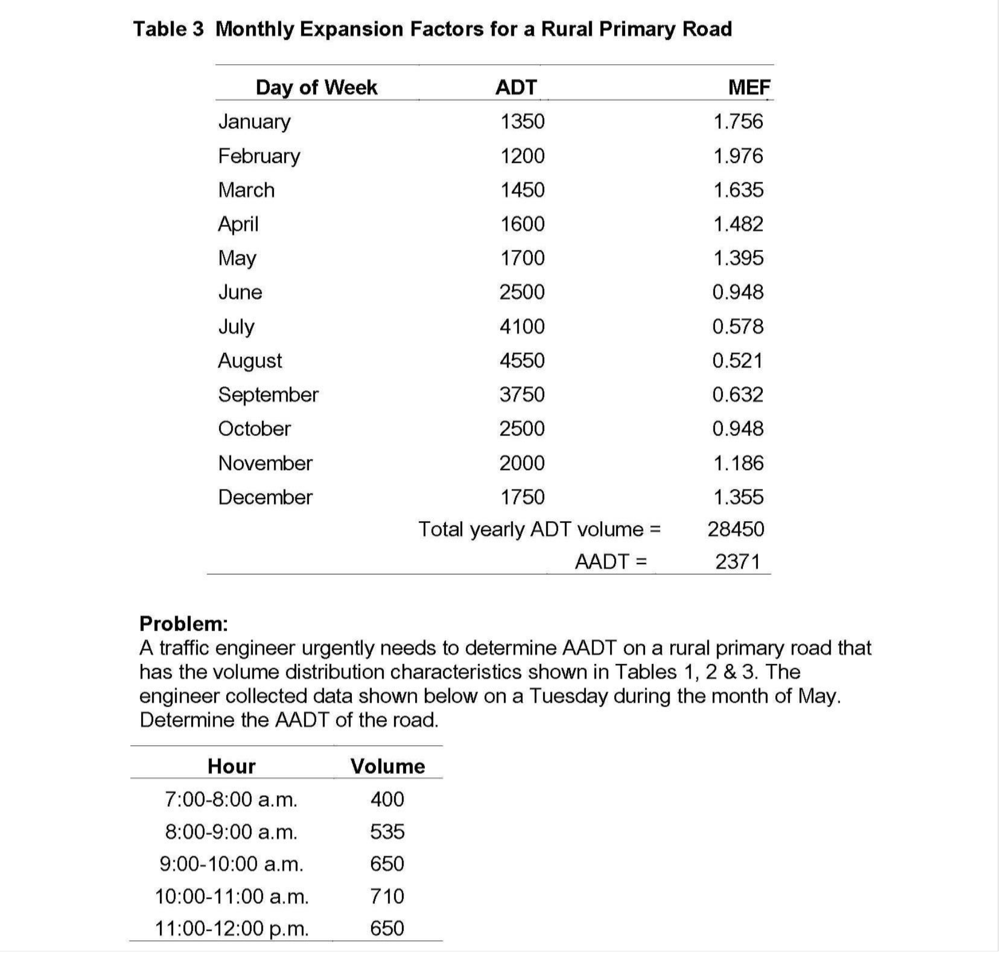 Table 3 Monthly Expansion Factors for a Rural Primary Road
Day of Week ADT MEF
January 1350 1.756
February 1200 1.976
March 1450 1.635
April 1600 1.482
May 1700 1.395
June 2500 0.948
July 4100 0.578
August 4550 0.521
September 3750 0.632
October 2500 0.948
November 2000 1.186
December 1750 1.355
Total yearly ADT volume = 28450
AADT = 2371
Problem:
A traffic engineer urgently needs to determine AADT on a rural primary road that
has the volume distribution characteristics shown in Tables 1, 2 & 3. The
engineer collected data shown below on a Tuesday during the month of May.
Determine the AADT of the road.
Hour Volume
7:00-8:00 a.m. 400
8:00-9:00 a.m. 535
9:00-10:00 a.m. 650
10:00-11:00 a.m. 710
11:00-12:00 p.m. 650